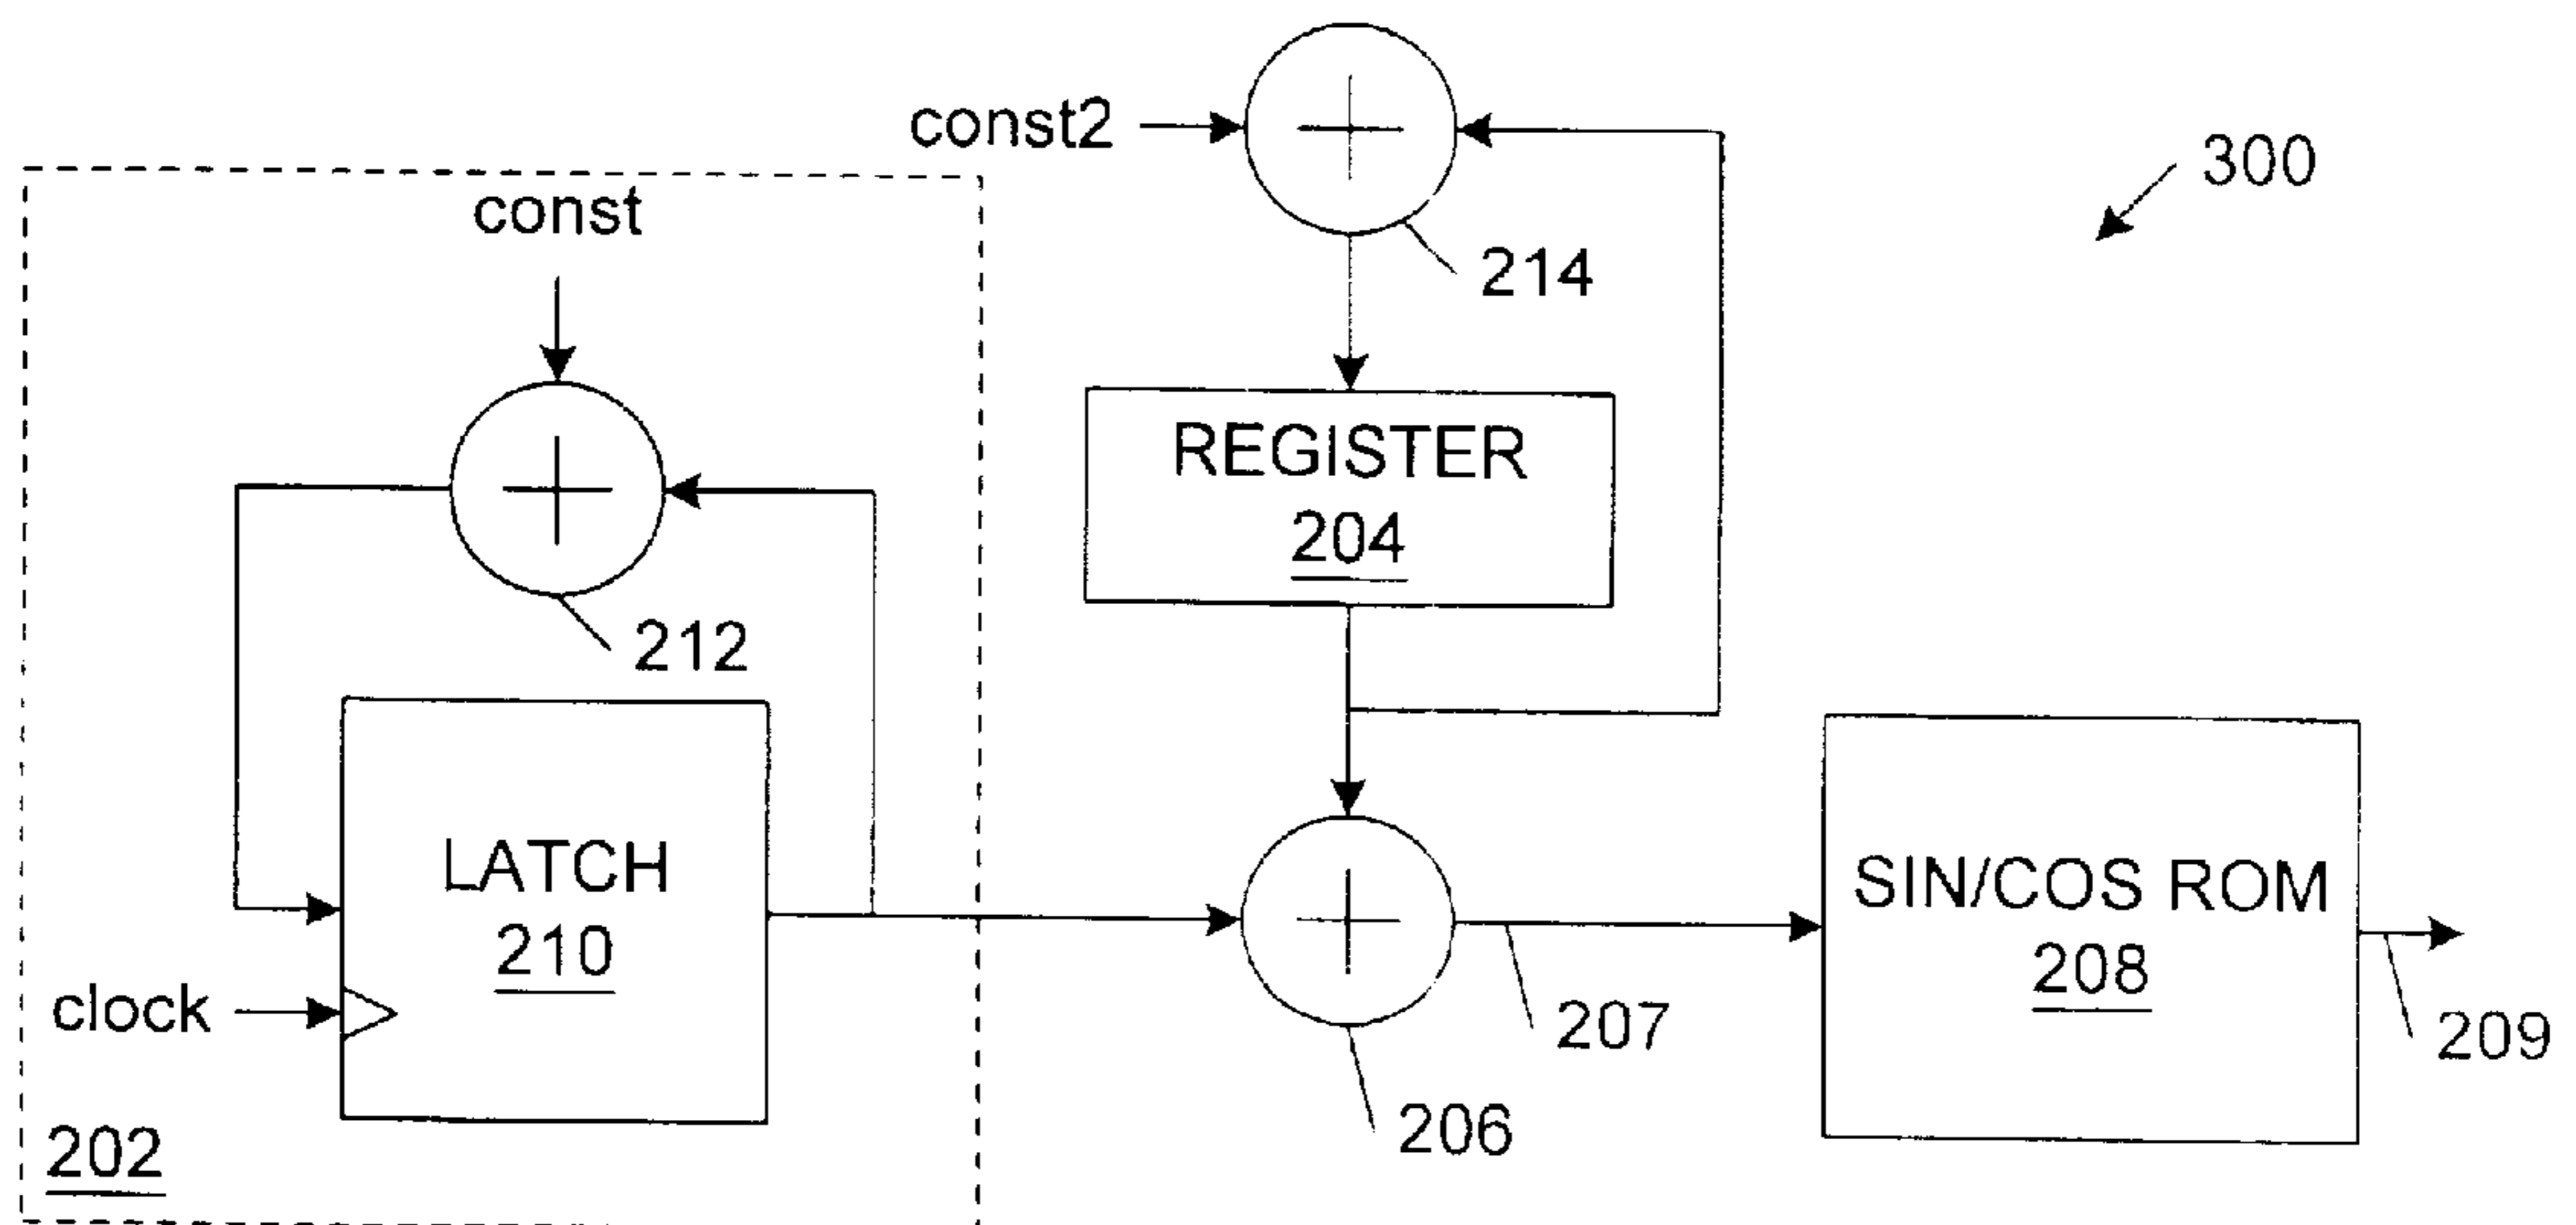 const2
300
const
214
REGISTER
204
212
LATCH
210
SIN/COS ROM
208
clock
207
209
206
202